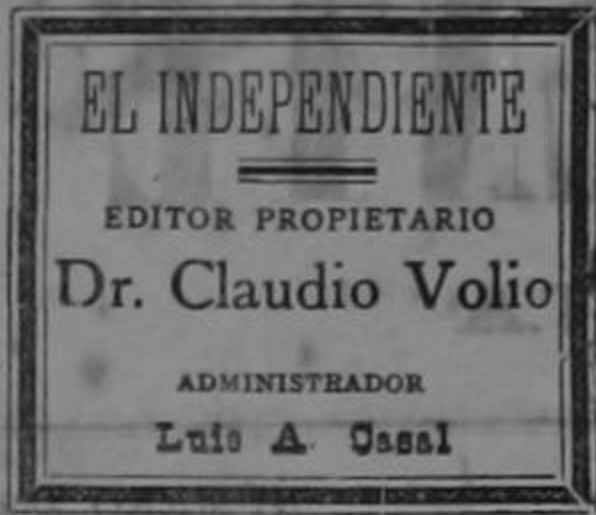 EL INDEPENDIENTE
EDITOR PROPIETARIO
Dr. Claudio Volio
ADMINISTRADOR
Luis A. Casal